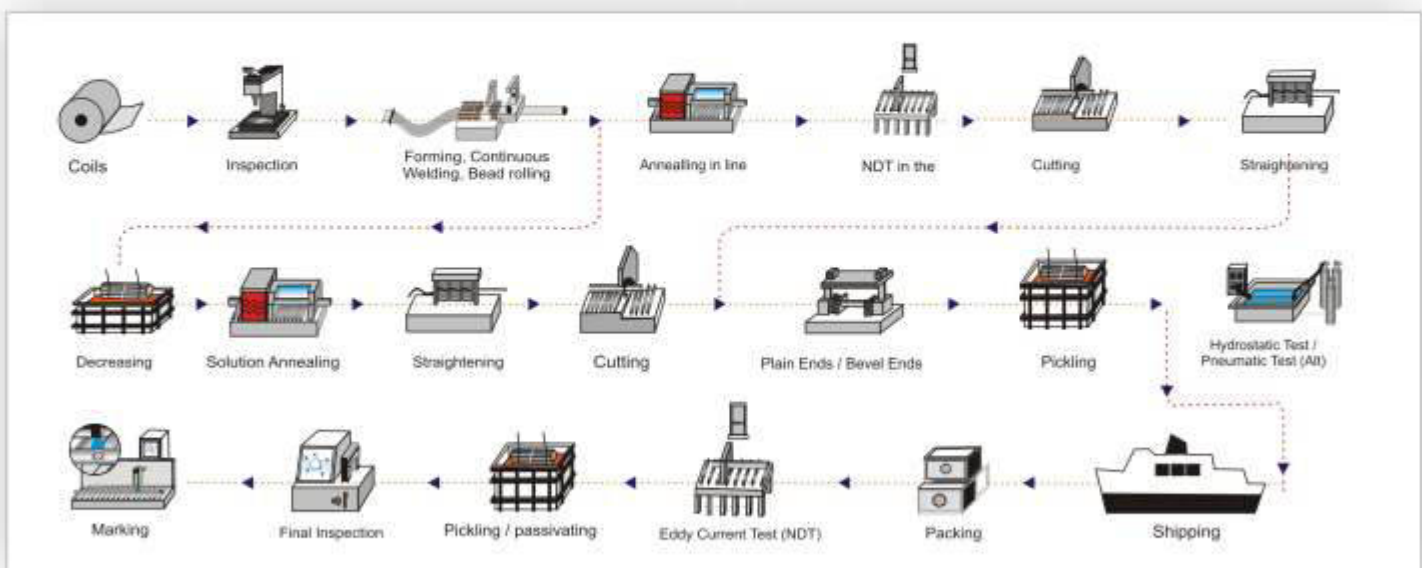 Coils
Inspection
Forming, Continuous
Welding, Bead rolling
Annealling in line
NDT in the
Cutting
Straightening
Decreasing
Solution Annealing
Straightening
Cutting
Plain Ends / Bevel Ends
Pickling
Hydrostatic Test /
Pneumatic Test (Alt)
Marking
Final Inspection
Pickling / passivating
Eddy Current Test (NDT)
Packing
Shipping